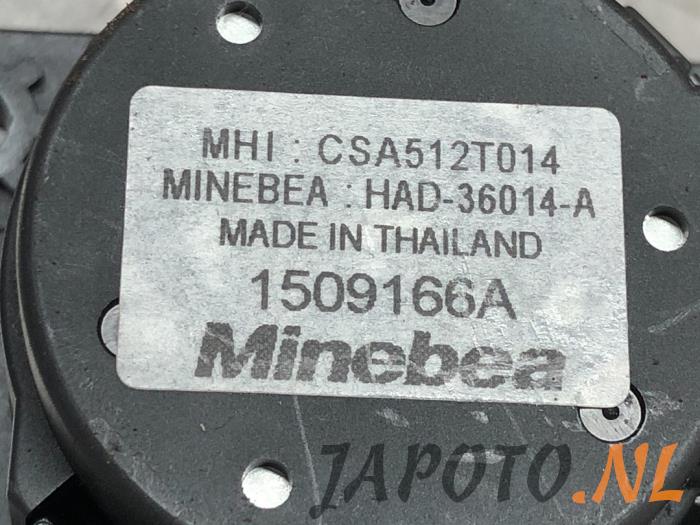 MHI : CSA512T014
MINEBEA : HAD-36014-A
MADE IN THAILAND
1509166A
Minebea
JAPOTO.NL